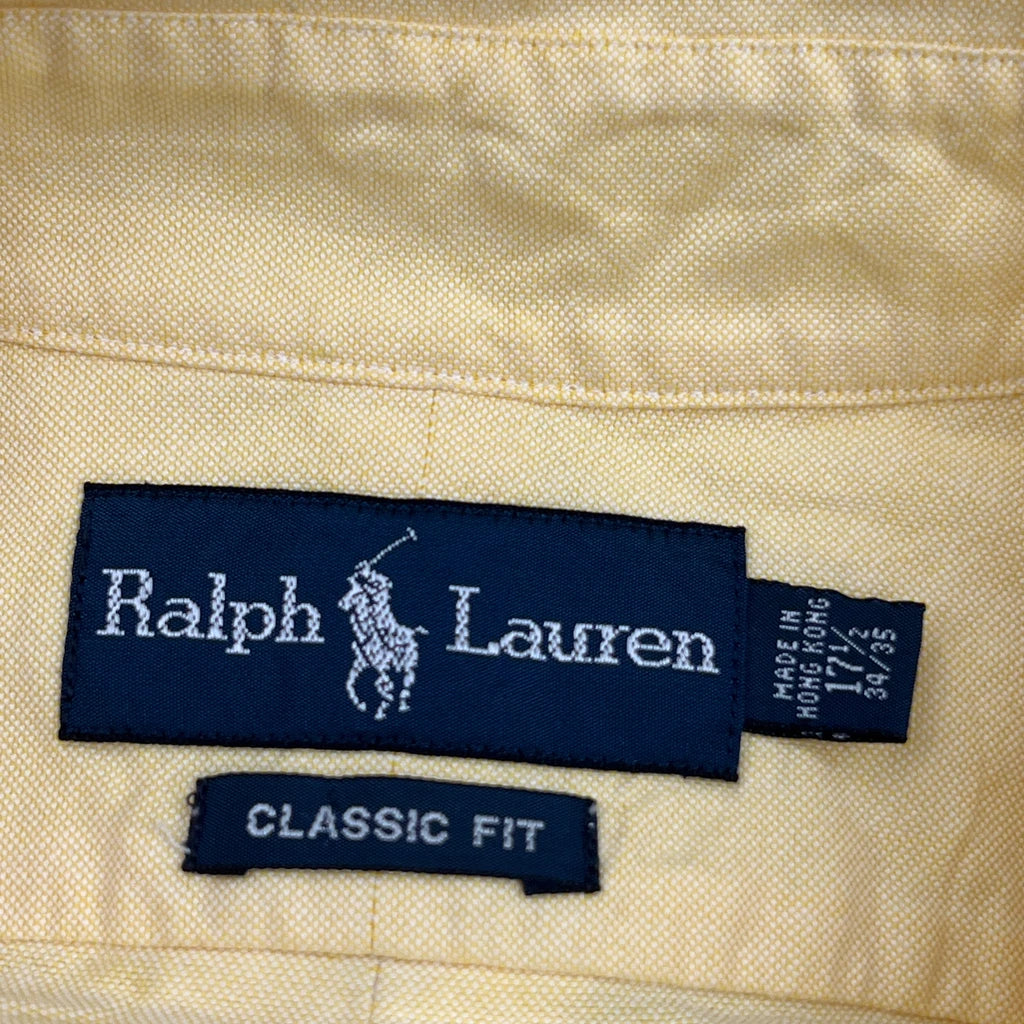 Ralph Lauren
MADE IN
HONG KONG
17 1/2
34/35
CLASSIC FIT